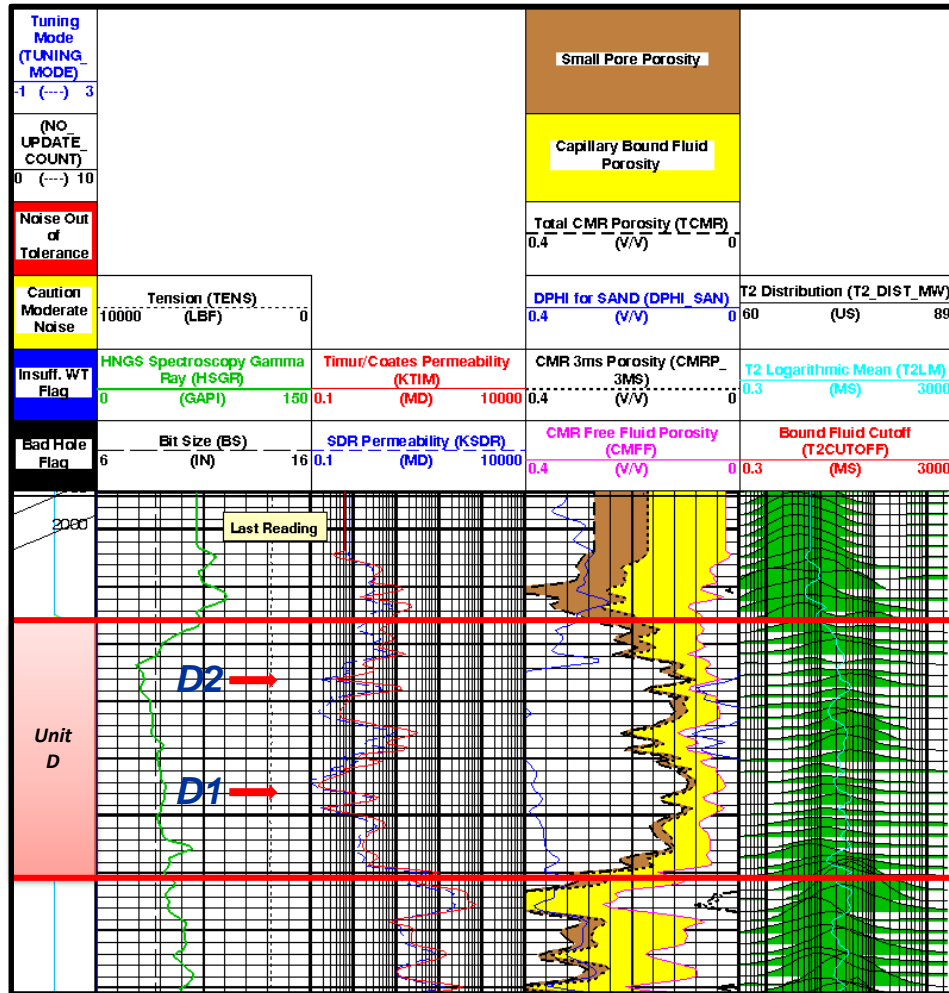 Tuning
Mode
(TUNING_
MODE)
-1 (----) 3
(NO_
UPDATE_
COUNT)
0 (----) 10
Noise Out
of
Tolerance
Caution
Moderate
Noise
Insuff. WT
Flag
Bad Hole
Flag
Tension (TENS)
10000 (LBF) 0
HNGS Spectroscopy Gamma
Ray (HSGR)
0 (GAPI) 150
Bit Size (BS)
6 (IN) 16
Timur/Coates Permeability
(KTIM)
0.1 (MD) 10000
SDR Permeability (KSDR)
0.1 (MD) 10000
Small Pore Porosity
Capillary Bound Fluid
Porosity
Total CMR Porosity (TCMR)
0.4 (V/V) 0
DPHI for SAND (DPHI_SAN)
0.4 (V/V) 0
CMR 3ms Porosity (CMRP_
3MS)
0.4 (V/V) 0
CMR Free Fluid Porosity
(CMFF)
0.4 (V/V) 0
T2 Distribution (T2_DIST_MW)
60 (US) 89
T2 Logarithmic Mean (T2LM)
0.3 (MS) 3000
Bound Fluid Cutoff
(T2CUTOFF)
0.3 (MS) 3000
2000
Last Reading
D2
Unit
D
D1